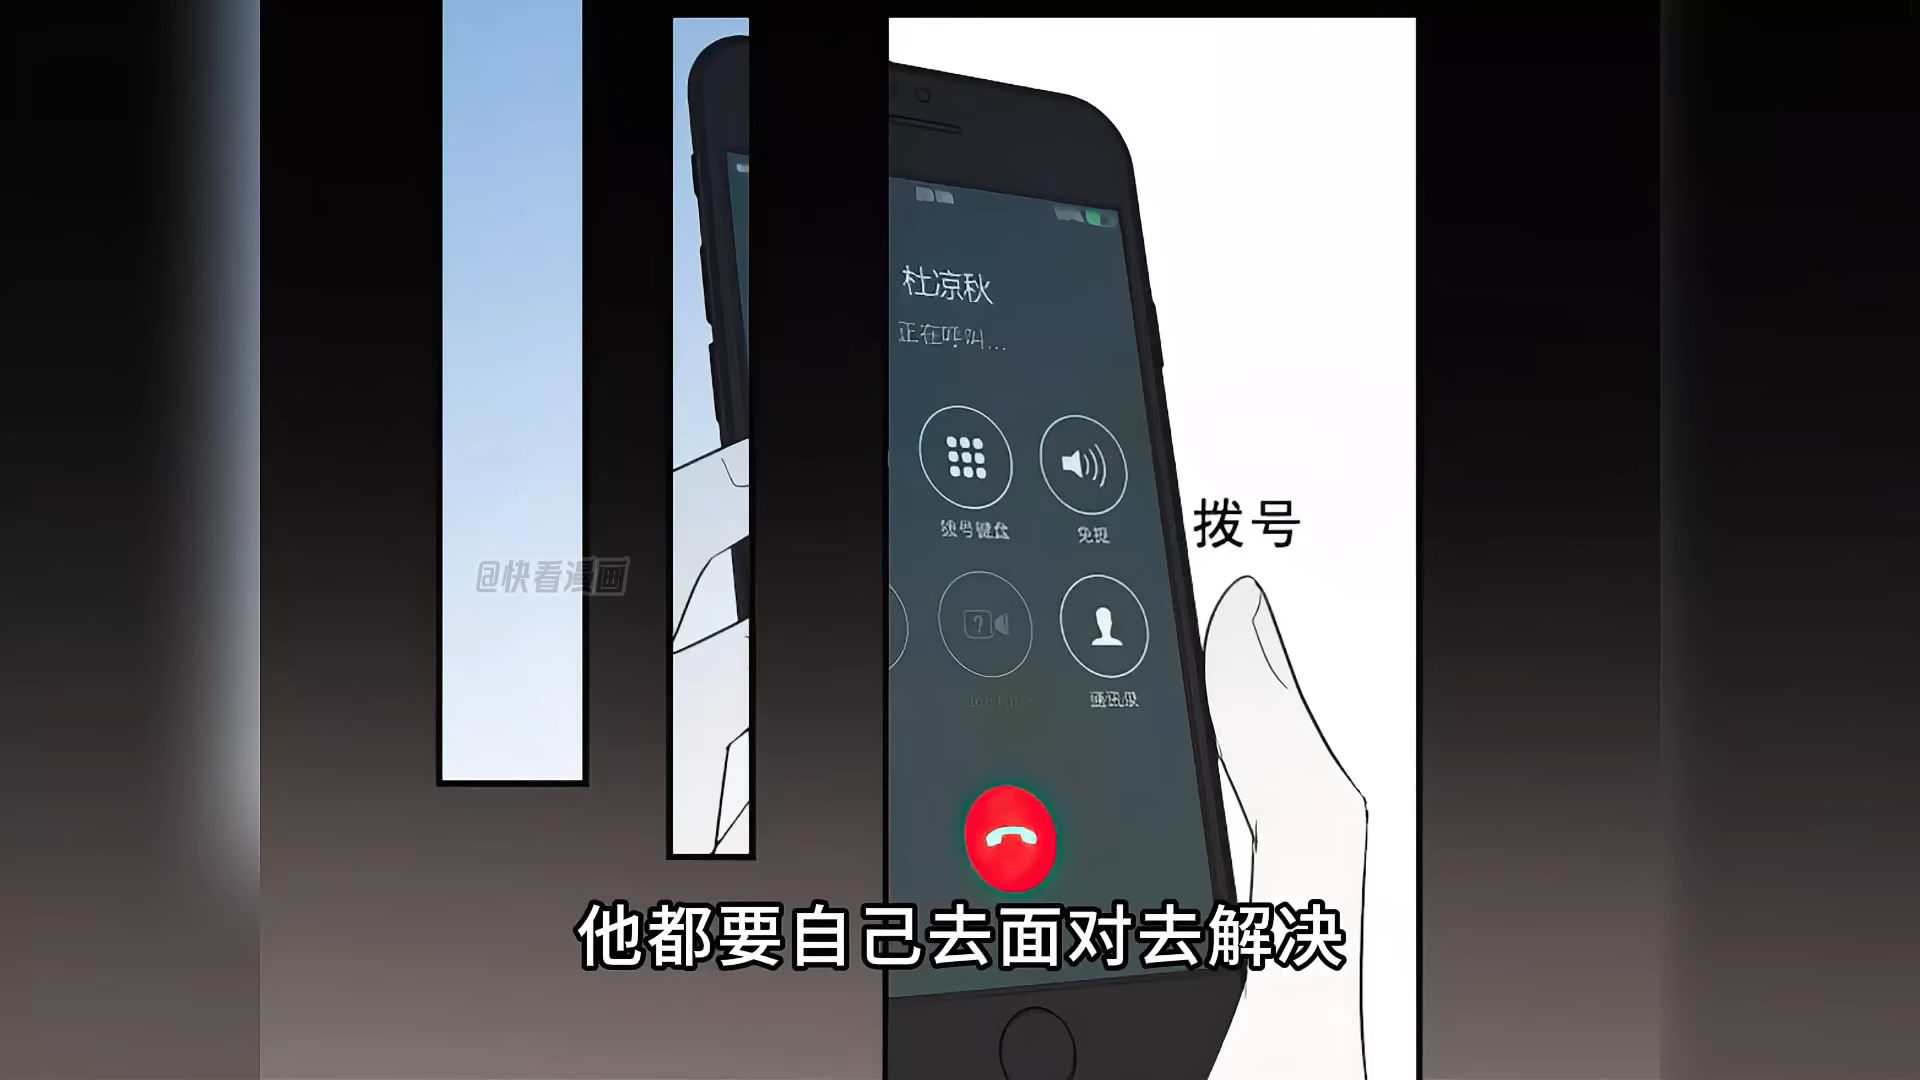 杜凉秋
正在呼叫...
拨号键盘
免提
拨号
@快看漫画
通讯录
他都要自己去面对去解决